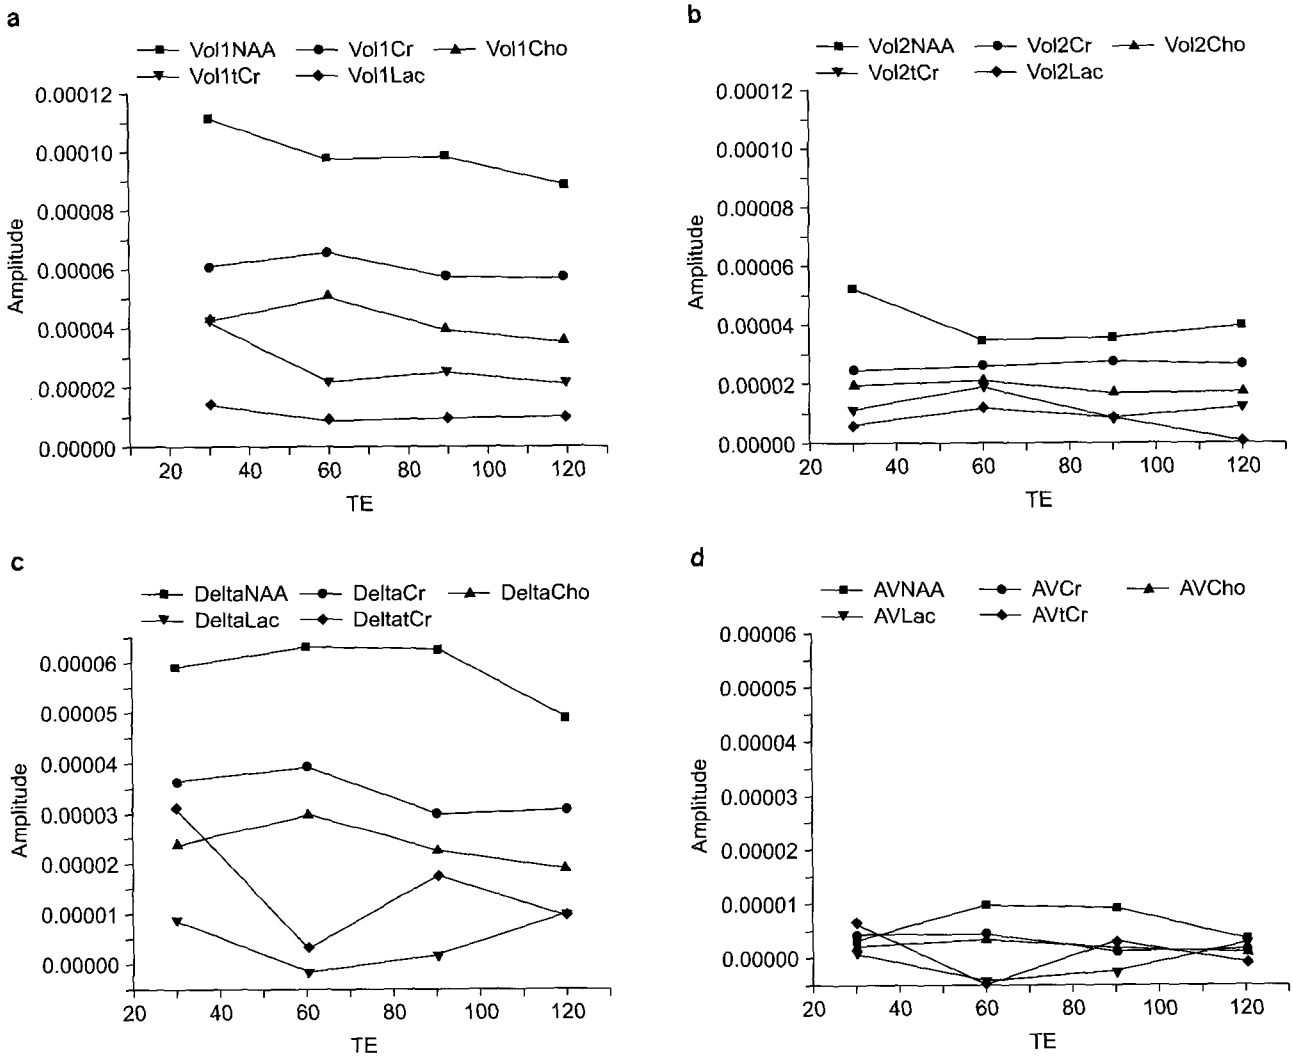 a
Vol1NAA Vol1Cr Vol1Cho
Vol1tCr Vol1Lac
0.00012
0.00010
0.00008
0.00006
0.00004
0.00002
0.00000
Amplitude
20 40 60 80 100 120
TE
b
Vol2NAA Vol2Cr Vol2Cho
Vol2tCr Vol2Lac
0.00012
0.00010
0.00008
0.00006
0.00004
0.00002
0.00000
Amplitude
20 40 60 80 100 120
TE
c
DeltaNAA DeltaCr DeltaCho
DeltaLac DeltatCr
0.00006
0.00005
0.00004
0.00003
0.00002
0.00001
0.00000
Amplitude
20 40 60 80 100 120
TE
d
AVNAA AVCr AVCho
AVLac AVtCr
0.00006
0.00005
0.00004
0.00003
0.00002
0.00001
0.00000
Amplitude
20 40 60 80 100 120
TE